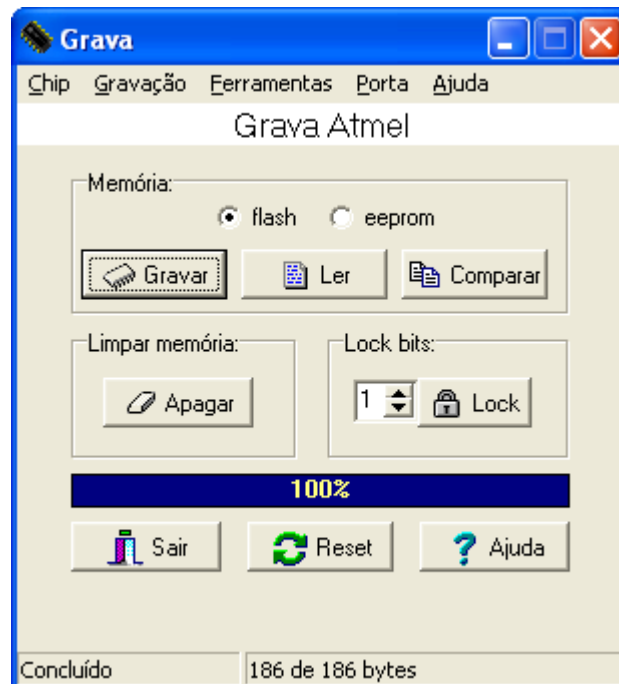 Grava
Chip Gravação Ferramentas Porta Ajuda
Grava Atmel
Memória:
flash eeprom
Gravar Ler Comparar
Limpar memória: Lock bits:
Apagar 1 Lock
100%
Sair Reset Ajuda
Concluído 186 de 186 bytes